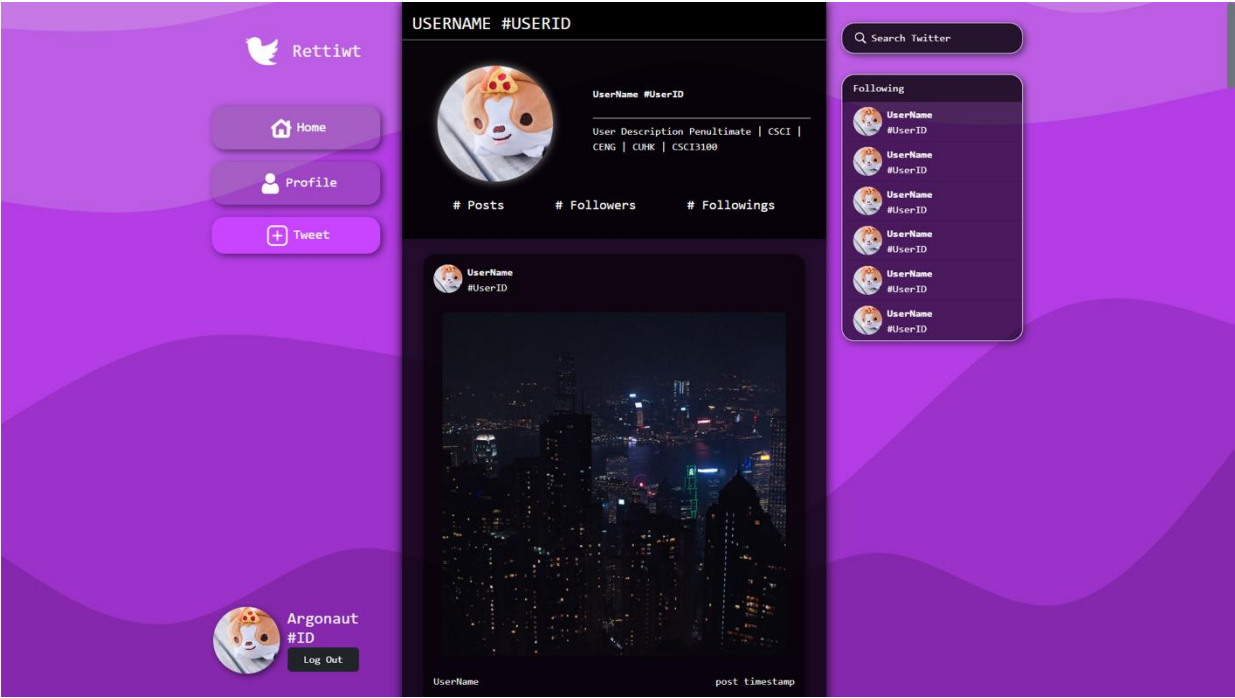 Rettiwt
Home
Profile
Tweet
Argonaut
#ID
Log Out
USERNAME #USERID
UserName #UserID
User Description Penultimate | CSCI |
CENG | CUHK | CSCI3100
# Posts # Followers # Followings
UserName
#UserID
UserName post timestamp
Search Twitter
Following
UserName
#UserID
UserName
#UserID
UserName
#UserID
UserName
#UserID
UserName
#UserID
UserName
#UserID